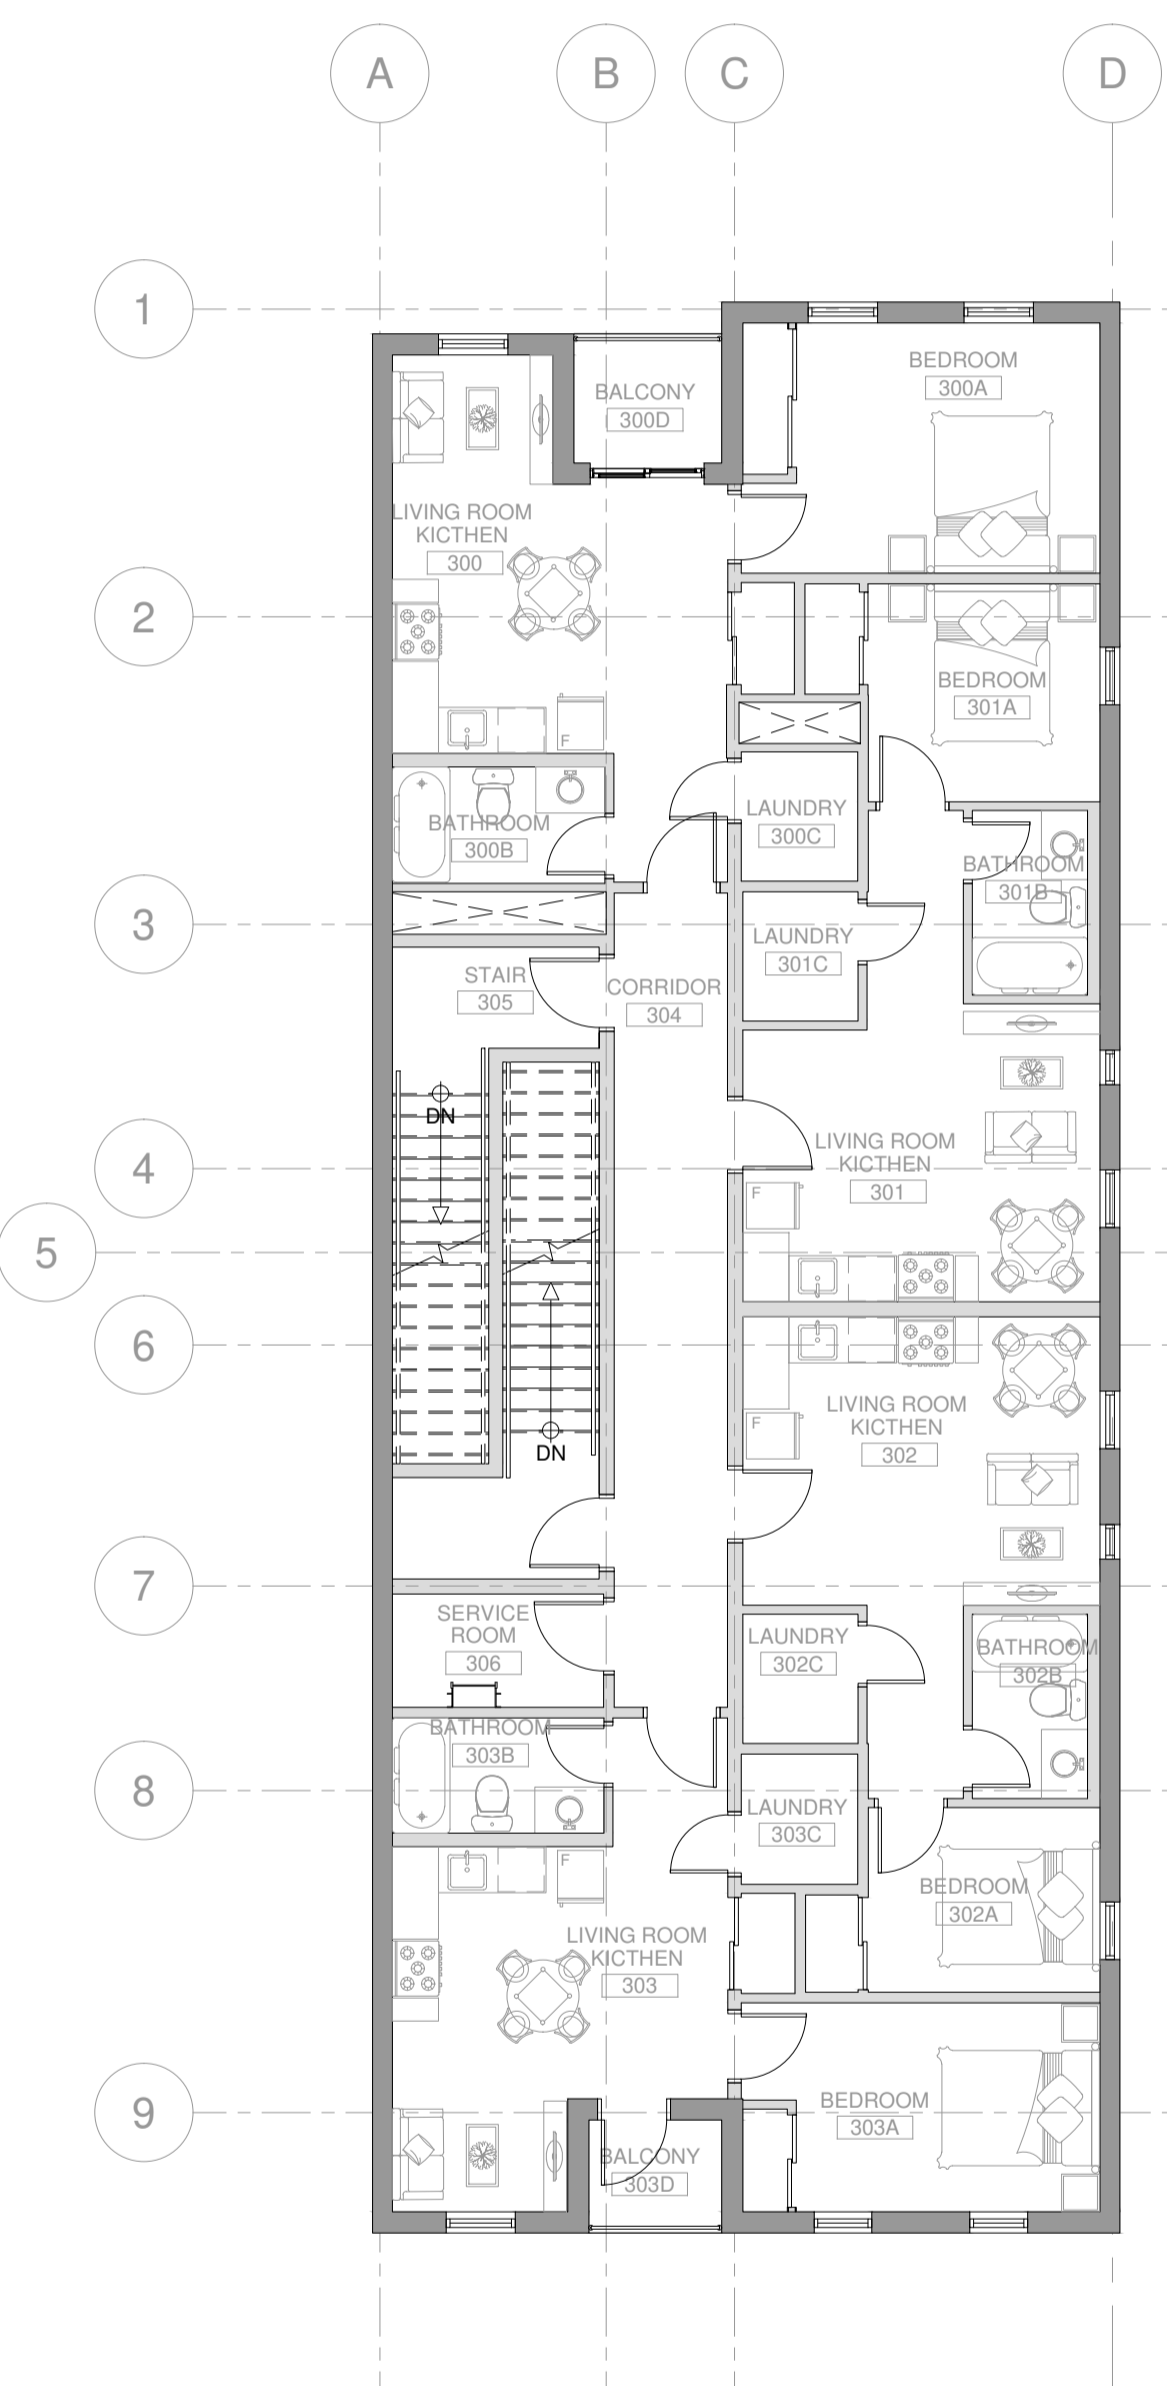 A
B
C
D
1
BEDROOM
300A
BALCONY
300D
LIVING ROOM
KICTHEN
300
2
BEDROOM
301A
F
LAUNDRY
300C
BATHROOM
300B
BATHROOM
301B
3
LAUNDRY
301C
STAIR
305
CORRIDOR
304
DN
4
LIVING ROOM
KICTHEN
301
F
5
6
LIVING ROOM
KICTHEN
302
F
DN
7
SERVICE
ROOM
306
LAUNDRY
302C
BATHROOM
302B
BATHROOM
303B
8
LAUNDRY
303C
F
BEDROOM
302A
LIVING ROOM
KICTHEN
303
9
BEDROOM
303A
BALCONY
303D